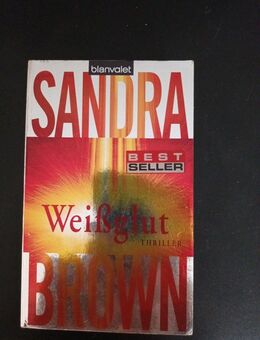 blanvalet
SANDRA
BEST
SELLER
Weißglut
THRILLER
BROWN